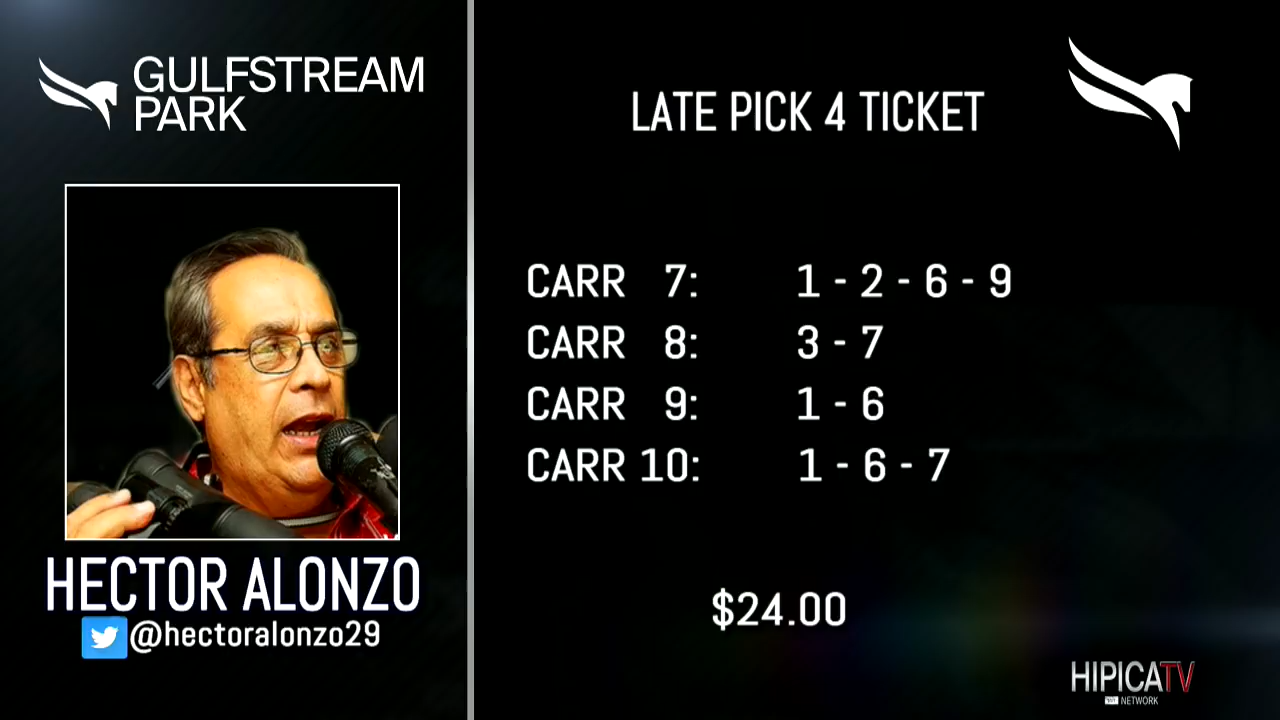 GULFSTREAM
PARK
HECTOR ALONZO
@hectoralonzo29
LATE PICK 4 TICKET
CARR 7: 1 - 2 - 6 - 9
CARR 8: 3 - 7
CARR 9: 1 - 6
CARR 10: 1 - 6 - 7
$24.00
HIPICATV
NETWORK